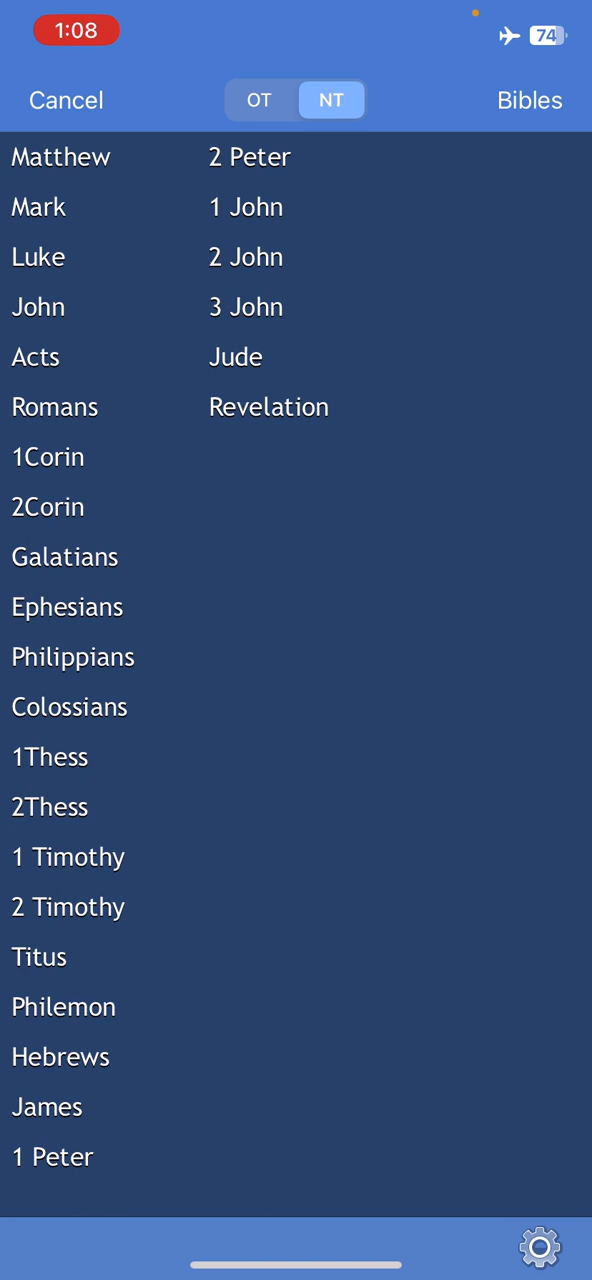 1:08
74
Cancel
OT
NT
Bibles
Matthew
Mark
Luke
John
Acts
Romans
1Corin
2Corin
Galatians
Ephesians
Philippians
Colossians
1Thess
2Thess
1 Timothy
2 Timothy
Titus
Philemon
Hebrews
James
1 Peter
2 Peter
1 John
2 John
3 John
Jude
Revelation